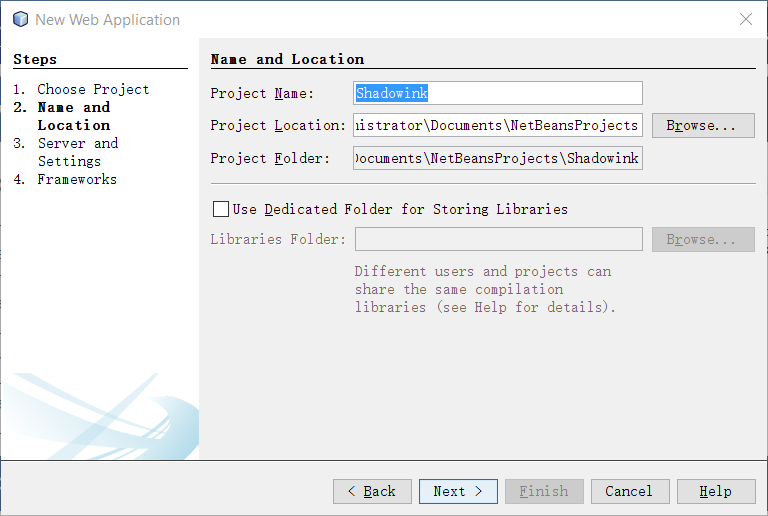 New Web Application
Steps
1. Choose Project
2. Name and
Location
3. Server and
Settings
4. Frameworks
Name and Location
Project Name: Shadowink
Project Location: istrator\Documents\NetBeansProjects Browse...
Project Folder: ocuments\NetBeansProjects\Shadowink
Use Dedicated Folder for Storing Libraries
Libraries Folder: Browse...
Different users and projects can
share the same compilation
libraries (see Help for details).
< Back Next > Finish Cancel Help